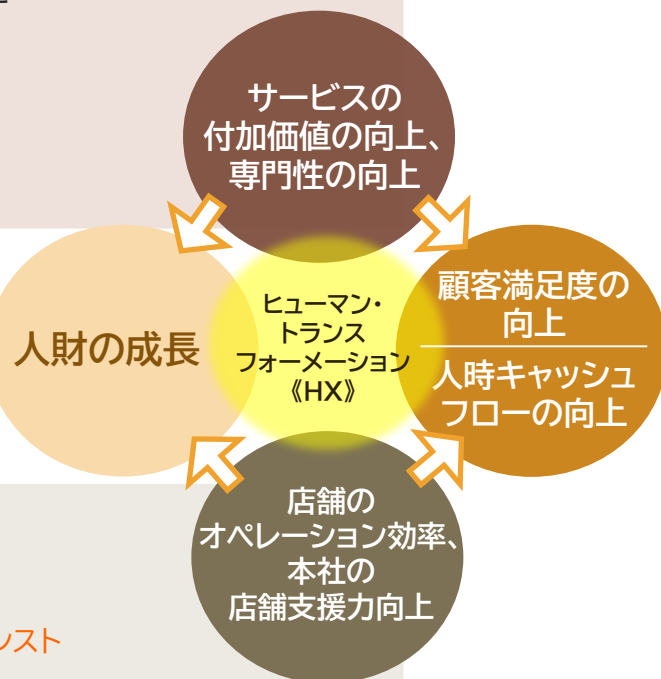 サービスの
付加価値の向上、
専門性の向上
人財の成長
ヒューマン・
トランス
フォーメーション
《HX》
顧客満足度の
向上
人時キャッシュ
フローの向上
店舗の
オペレーション効率、
本社の
店舗支援力向上
スト